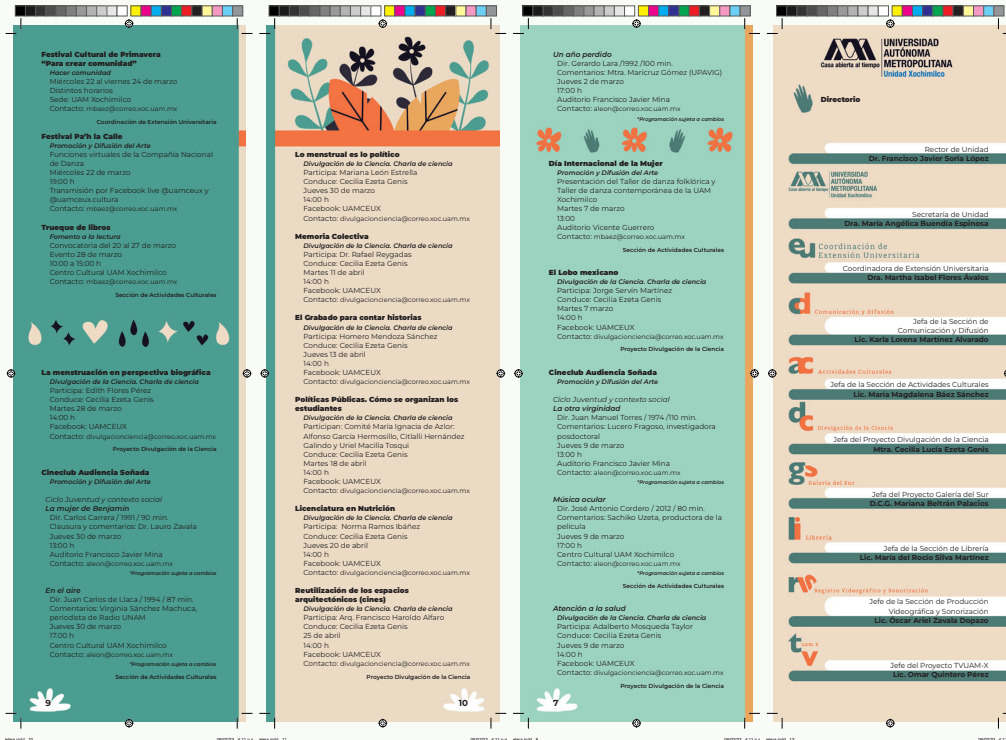 Festival Cultural de Primavera
“Para crear comunidad”
Hacer comunidad
Miércoles 22 al viernes 24 de marzo
Distintos horarios
Sede: UAM Xochimilco
Contacto: mbaez@correo.xoc.uam.mx
Coordinación de Extensión Universitaria
Festival Pa’h la Calle
Promoción y Difusión del Arte
Funciones virtuales de la Compañía Nacional
de Danza
Miércoles 22 de marzo
19:00 h
Transmisión por Facebook live @uamceux y
@uamceux.cultura
Contacto: mbaez@correo.xoc.uam.mx
Trueque de libros
Fomento a la lectura
Convocatoria del 20 al 27 de marzo
Evento 28 de marzo
10:00 a 15:00 h
Centro Cultural UAM Xochimilco
Contacto: mbaez@correo.xoc.uam.mx
Sección de Actividades Culturales
La menstruación en perspectiva biográfica
Divulgación de la Ciencia. Charla de ciencia
Participa: Edith Flores Pérez
Conduce: Cecilia Ezeta Genis
Martes 28 de marzo
14:00 h
Facebook: UAMCEUX
Contacto: divulgacionciencia@correo.xoc.uam.mx
Proyecto Divulgación de la Ciencia
Cineclub Audiencia Soñada
Promoción y Difusión del Arte
Ciclo Juventud y contexto social
La mujer de Benjamín
Dir. Carlos Carrera / 1991 / 90 min.
Clausura y comentarios: Dr. Lauro Zavala
Jueves 30 de marzo
13:00 h
Auditorio Francisco Javier Mina
Contacto: aleon@correo.xoc.uam.mx
*Programación sujeta a cambios
En el aire
Dir. Juan Carlos de Llaca / 1994 / 87 min.
Comentarios: Virginia Sánchez Machuca,
periodista de Radio UNAM
Jueves 30 de marzo
17:00 h
Centro Cultural UAM Xochimilco
Contacto: aleon@correo.xoc.uam.mx
*Programación sujeta a cambios
Sección de Actividades Culturales
9
Lo menstrual es lo político
Divulgación de la Ciencia. Charla de ciencia
Participa: Mariana León Estrella
Conduce: Cecilia Ezeta Genis
Jueves 30 de marzo
14:00 h
Facebook: UAMCEUX
Contacto: divulgacionciencia@correo.xoc.uam.mx
Memoria Colectiva
Divulgación de la Ciencia. Charla de ciencia
Participa: Dr. Rafael Reygadas
Conduce: Cecilia Ezeta Genis
Martes 11 de abril
14:00 h
Facebook: UAMCEUX
Contacto: divulgacionciencia@correo.xoc.uam.mx
El Grabado para contar historias
Divulgación de la Ciencia. Charla de ciencia
Participa: Homero Mendoza Sánchez
Conduce: Cecilia Ezeta Genis
Jueves 13 de abril
14:00 h
Facebook: UAMCEUX
Contacto: divulgacionciencia@correo.xoc.uam.mx
Políticas Públicas. Cómo se organizan los
estudiantes
Divulgación de la Ciencia. Charla de ciencia
Participan: Comité María Ignacia de Azlor:
Alfonso García Hermosillo, Citlalli Hernández
Galindo y Uriel Macilla Tosqui
Conduce: Cecilia Ezeta Genis
Martes 18 de abril
14:00 h
Facebook: UAMCEUX
Contacto: divulgacionciencia@correo.xoc.uam.mx
Licenciatura en Nutrición
Divulgación de la Ciencia. Charla de ciencia
Participa: Norma Ramos Ibáñez
Conduce: Cecilia Ezeta Genis
Jueves 20 de abril
14:00 h
Facebook: UAMCEUX
Contacto: divulgacionciencia@correo.xoc.uam.mx
Reutilización de los espacios
arquitectónicos (cines)
Divulgación de la Ciencia. Charla de ciencia
Participa: Arq. Francisco Haroldo Alfaro
Conduce: Cecilia Ezeta Genis
25 de abril
14:00 h
Facebook: UAMCEUX
Contacto: divulgacionciencia@correo.xoc.uam.mx
Proyecto Divulgación de la Ciencia
10
Un año perdido
Dir. Gerardo Lara /1992 /100 min.
Comentarios: Mtra. Maricruz Gómez (UPAVIG)
Jueves 2 de marzo
17:00 h
Auditorio Francisco Javier Mina
Contacto: aleon@correo.xoc.uam.mx
*Programación sujeta a cambios
Día Internacional de la Mujer
Promoción y Difusión del Arte
Presentación del Taller de danza folklórica y
Taller de danza contemporánea de la UAM
Xochimilco
Martes 7 de marzo
13:00
Auditorio Vicente Guerrero
Contacto: mbaez@correo.xoc.uam.mx
Sección de Actividades Culturales
El Lobo mexicano
Divulgación de la Ciencia. Charla de ciencia
Participa: Jorge Servín Martínez
Conduce: Cecilia Ezeta Genis
Martes 7 marzo
14:00 h
Facebook: UAMCEUX
Contacto: divulgacionciencia@correo.xoc.uam.mx
Proyecto Divulgación de la Ciencia
Cineclub Audiencia Soñada
Promoción y Difusión del Arte
Ciclo Juventud y contexto social
La otra virginidad
Dir. Juan Manuel Torres / 1974 /110 min.
Comentarios: Lucero Fragoso, investigadora
posdoctoral
Jueves 9 de marzo
13:00 h
Auditorio Francisco Javier Mina
Contacto: aleon@correo.xoc.uam.mx
*Programación sujeta a cambios
Música ocular
Dir. José Antonio Cordero / 2012 / 80 min.
Comentarios: Sachiko Uzeta, productora de la
película
Jueves 9 de marzo
17:00 h
Centro Cultural UAM Xochimilco
Contacto: aleon@correo.xoc.uam.mx
*Programación sujeta a cambios
Sección de Actividades Culturales
Atención a la salud
Divulgación de la Ciencia. Charla de ciencia
Participa: Adalberto Mosqueda Taylor
Conduce: Cecilia Ezeta Genis
Jueves 9 de marzo
14:00 h
Facebook: UAMCEUX
Contacto: divulgacionciencia@correo.xoc.uam.mx
Proyecto Divulgación de la Ciencia
7
UNIVERSIDAD
AUTÓNOMA
METROPOLITANA
Casa abierta al tiempo Unidad Xochimilco
Directorio
Rector de Unidad
Dr. Francisco Javier Soria López
UNIVERSIDAD
AUTÓNOMA
METROPOLITANA
Casa abierta al tiempo Unidad Xochimilco
Secretaría de Unidad
Dra. María Angélica Buendía Espinosa
eu Coordinación de
Extensión Universitaria
Coordinadora de Extensión Universitaria
Dra. Martha Isabel Flores Ávalos
cd Comunicación y Difusión
Jefa de la Sección de
Comunicación y Difusión
Lic. Karla Lorena Martínez Alvarado
ac Actividades Culturales
Jefa de la Sección de Actividades Culturales
Lic. María Magdalena Báez Sánchez
dc Divulgación de la Ciencia
Jefa del Proyecto Divulgación de la Ciencia
Mtra. Cecilia Lucía Ezeta Genis
gs Galería del Sur
Jefa del Proyecto Galería del Sur
D.C.G. Mariana Beltrán Palacios
li Librería
Jefa de la Sección de Librería
Lic. María del Rocío Silva Martínez
rvs Registro Videográfico y Sonorización
Jefe de la Sección de Producción
Videográfica y Sonorización
Lic. Óscar Ariel Zavala Dopazo
tv uam x
Jefe del Proyecto TVUAM-X
Lic. Omar Quintero Pérez